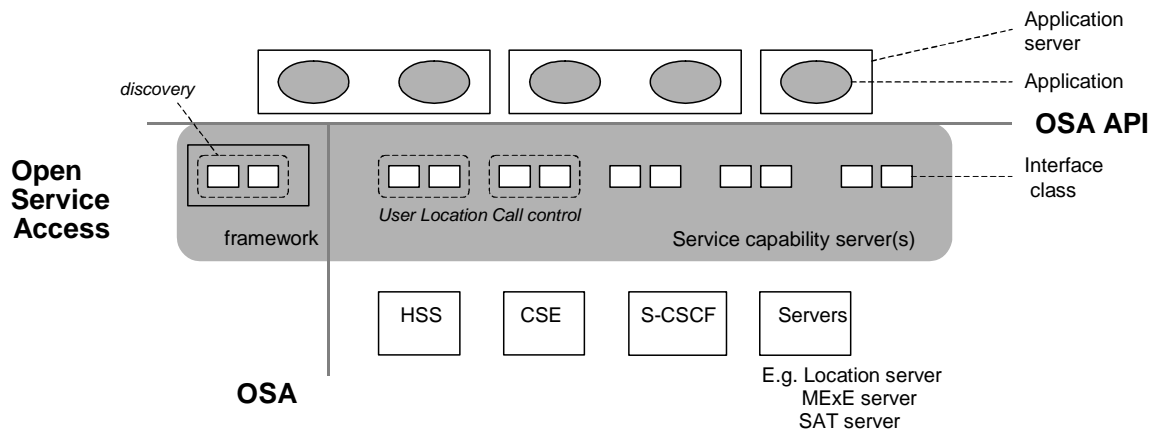 Application
server
discovery
Application
OSA API
Open
Service
Access
Interface
class
User Location Call control
framework
Service capability server(s)
HSS
CSE
S-CSCF
Servers
E.g. Location server
MExE server
SAT server
OSA